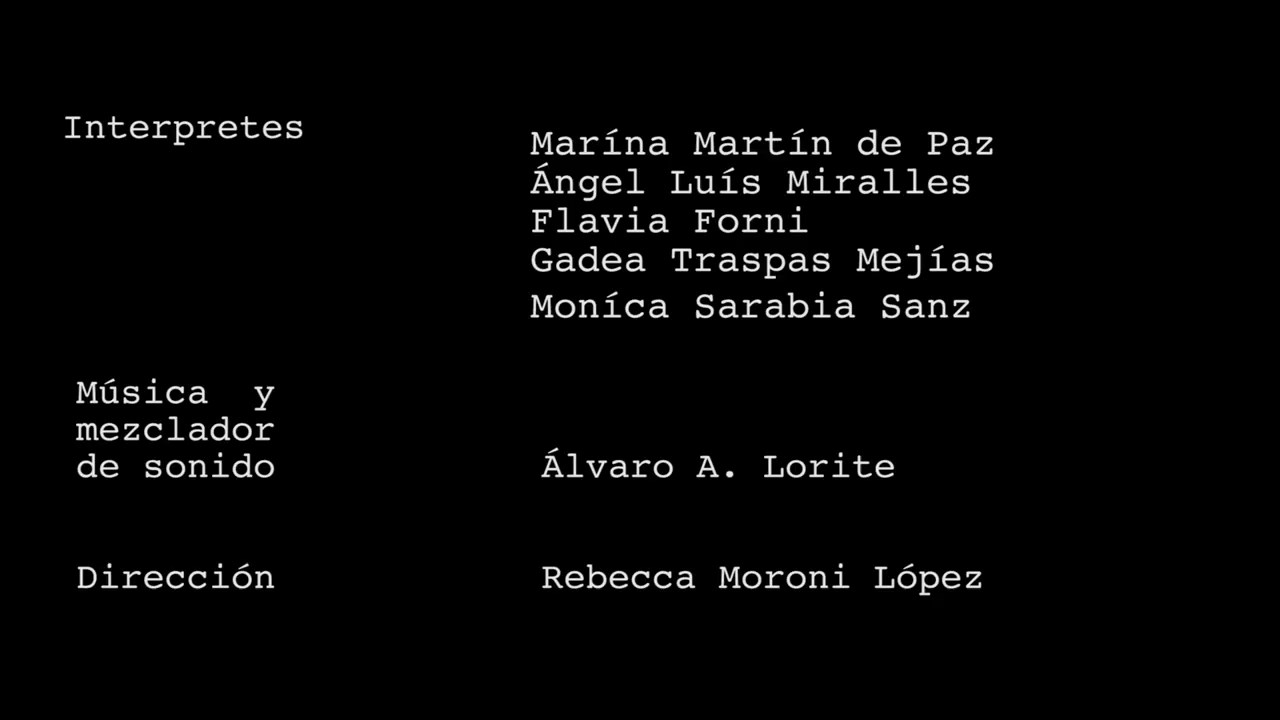 Interpretes
Marína Martín de Paz
Ángel Luís Miralles
Flavia Forni
Gadea Traspas Mejías
Moníca Sarabia Sanz
Música y
mezclador
de sonido
Álvaro A. Lorite
Dirección
Rebecca Moroni López